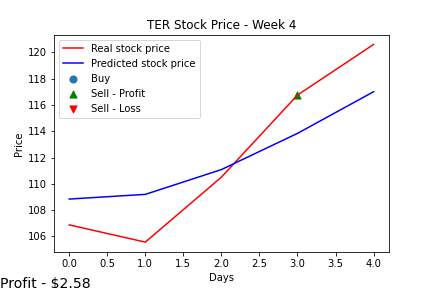 TER Stock Price - Week 4
Real stock price
Predicted stock price
Buy
Sell - Profit
Sell - Loss
Price
120
118
116
114
112
110
108
106
0.0 0.5 1.0 1.5 2.0 2.5 3.0 3.5 4.0
Days
Profit - $2.58